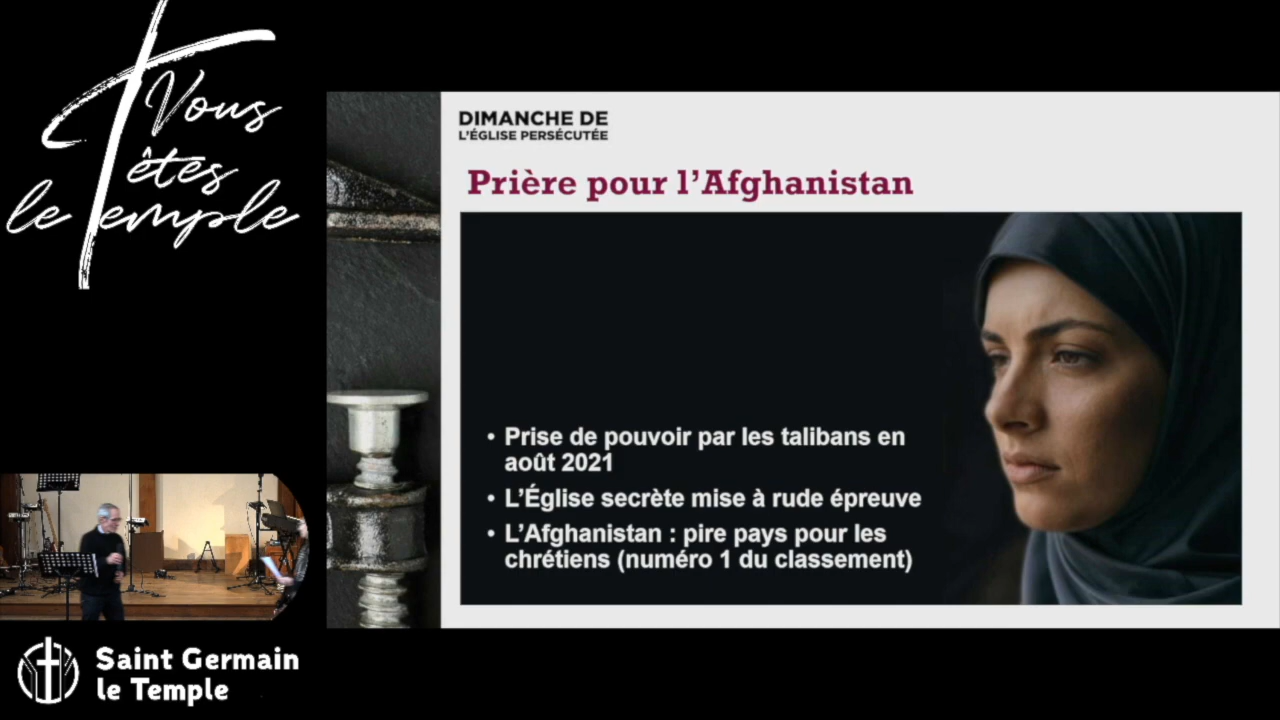 Vous
êtes
le Temple
DIMANCHE DE
L'ÉGLISE PERSÉCUTÉE
Prière pour l'Afghanistan
• Prise de pouvoir par les talibans en
août 2021
• L'Église secrète mise à rude épreuve
• L'Afghanistan : pire pays pour les
chrétiens (numéro 1 du classement)
Saint Germain
le Temple